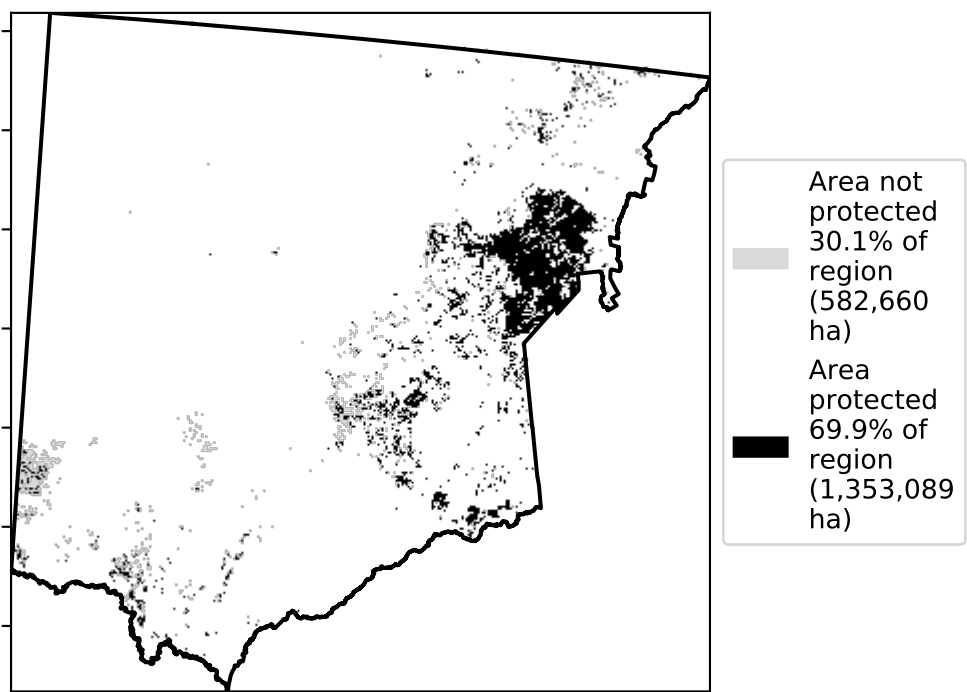 Area not
protected
30.1% of
region
(582,660
ha)
Area
protected
69.9% of
region
(1,353,089
ha)